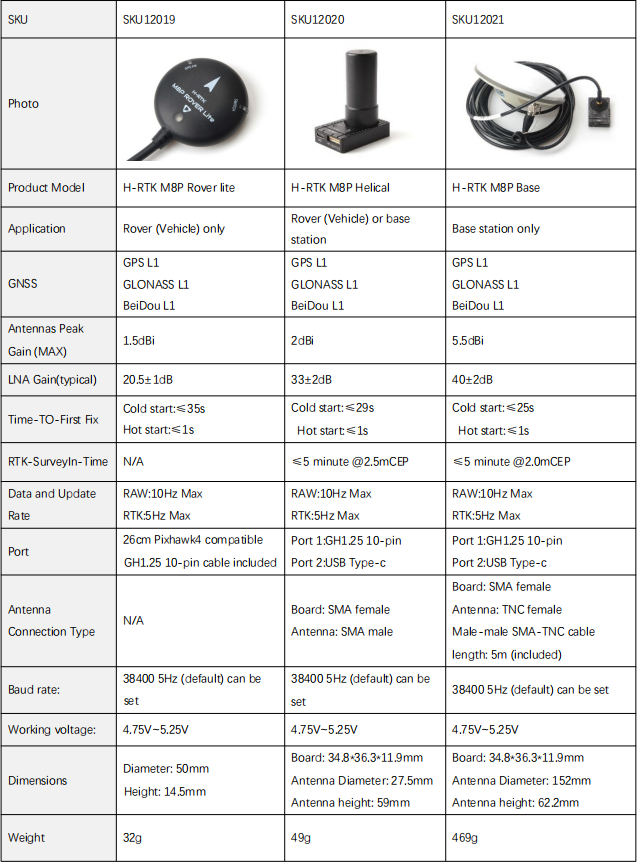 SKU SKU12019 SKU12020 SKU12021
Photo
H-RTK
M8P ROVER Lite
Product Model H-RTK M8P Rover lite H-RTK M8P Helical H-RTK M8P Base
Application Rover (Vehicle) only Rover (Vehicle) or base
station Base station only
GNSS
GPS L1
GLONASS L1
BeiDou L1
GPS L1
GLONASS L1
BeiDou L1
GPS L1
GLONASS L1
BeiDou L1
Antennas Peak
Gain (MAX)
1.5dBi 2dBi 5.5dBi
LNA Gain(typical) 20.5±1dB 33±2dB 40±2dB
Time-TO-First Fix
Cold start:≤35s
Hot start:≤1s
Cold start:≤29s
Hot start:≤1s
Cold start:≤25s
Hot start:≤1s
RTK-SurveyIn-Time N/A ≤5 minute @2.5mCEP ≤5 minute @2.0mCEP
Data and Update
Rate
RAW:10Hz Max
RTK:5Hz Max
RAW:10Hz Max
RTK:5Hz Max
RAW:10Hz Max
RTK:5Hz Max
Port
26cm Pixhawk4 compatible
GH1.25 10-pin cable included
Port 1:GH1.25 10-pin
Port 2:USB Type-c
Port 1:GH1.25 10-pin
Port 2:USB Type-c
Antenna
Connection Type
N/A
Board: SMA female
Antenna: SMA male
Board: SMA female
Antenna: TNC female
Male-male SMA-TNC cable
length: 5m (included)
Baud rate:
38400 5Hz (default) can be
set
38400 5Hz (default) can be
set
38400 5Hz (default) can be set
Working voltage: 4.75V~5.25V 4.75V~5.25V 4.75V~5.25V
Dimensions
Diameter: 50mm
Height: 14.5mm
Board: 34.8*36.3*11.9mm
Antenna Diameter: 27.5mm
Antenna height: 59mm
Board: 34.8*36.3*11.9mm
Antenna Diameter: 152mm
Antenna height: 62.2mm
Weight 32g 49g 469g